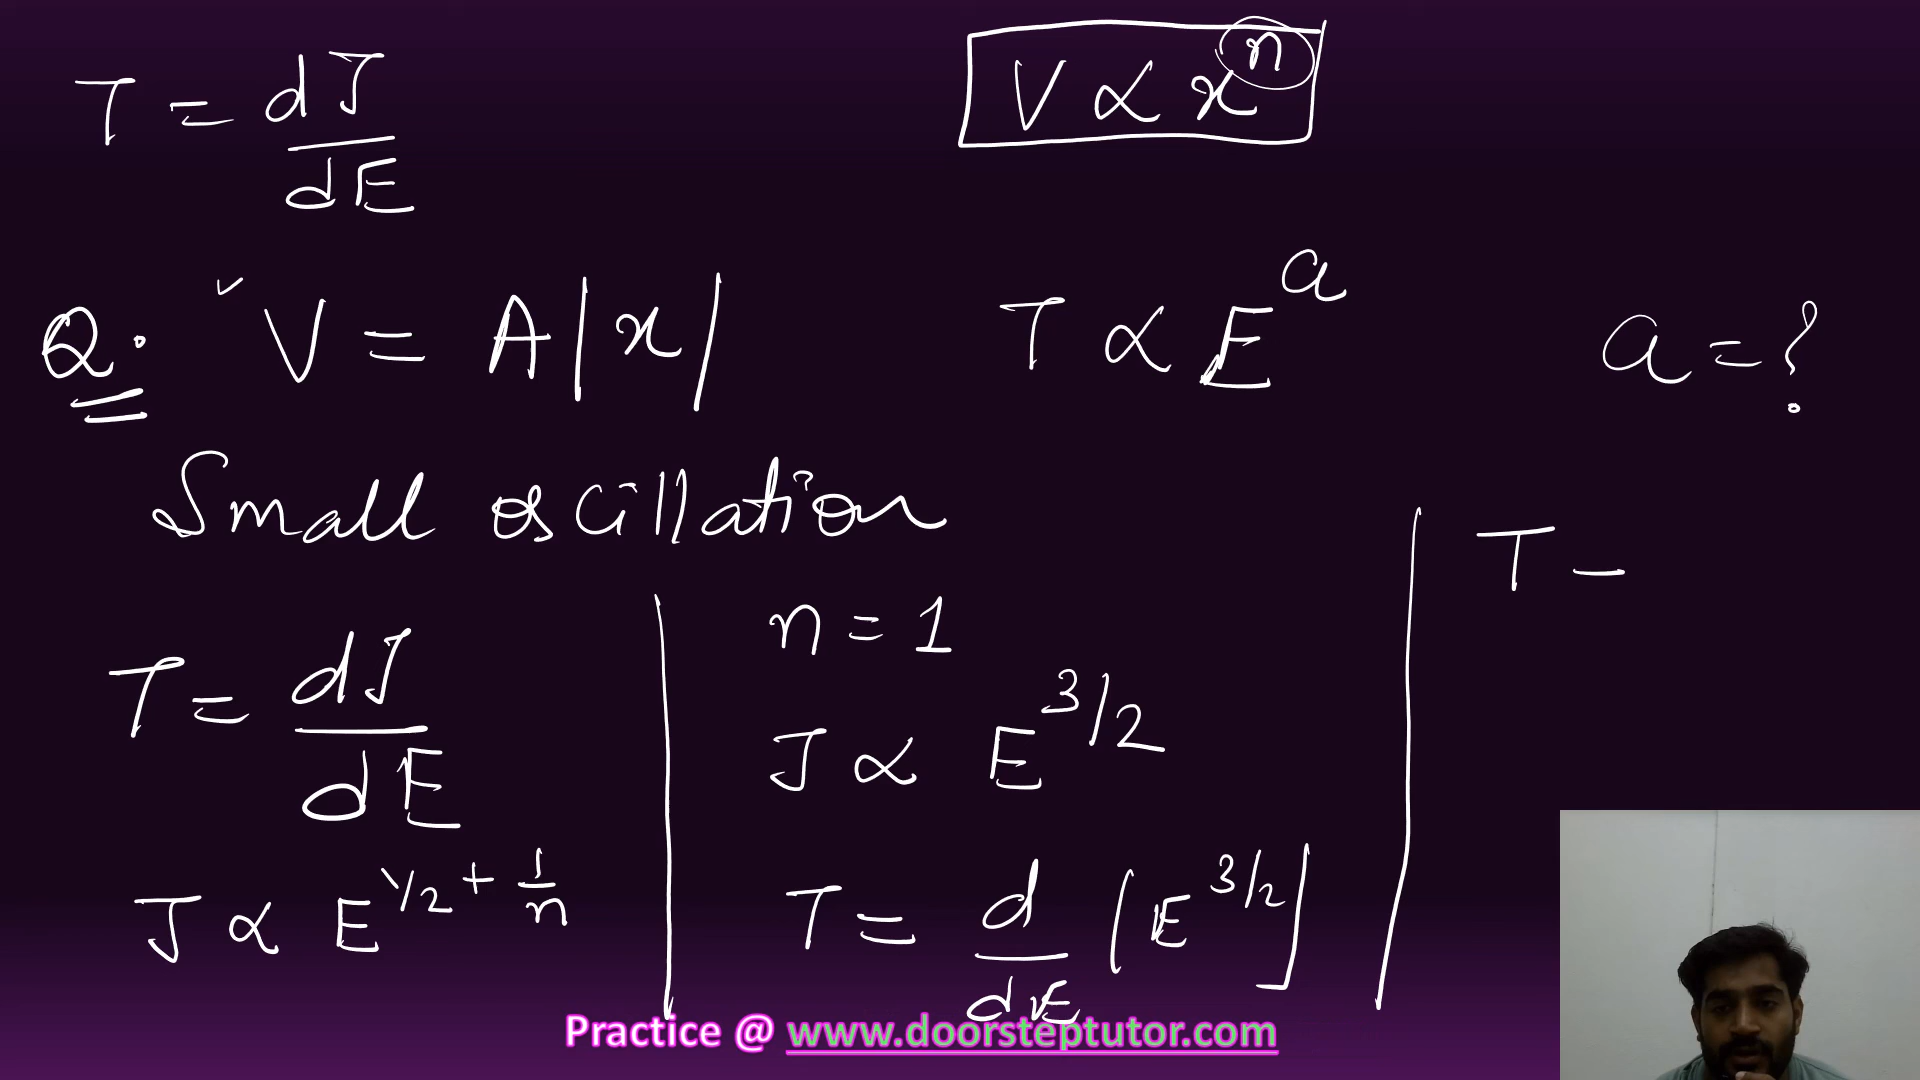 T = dJ/dE
V ∝ x^n
Q. V = A|x| T ∝ E^a a = ?
Small oscillation
T = dJ/dE
J ∝ E^1/2 + 1/n
n = 1
J ∝ E^3/2
T = d/dE [E^3/2]
T –
Practice @ www.doorsteptutor.com